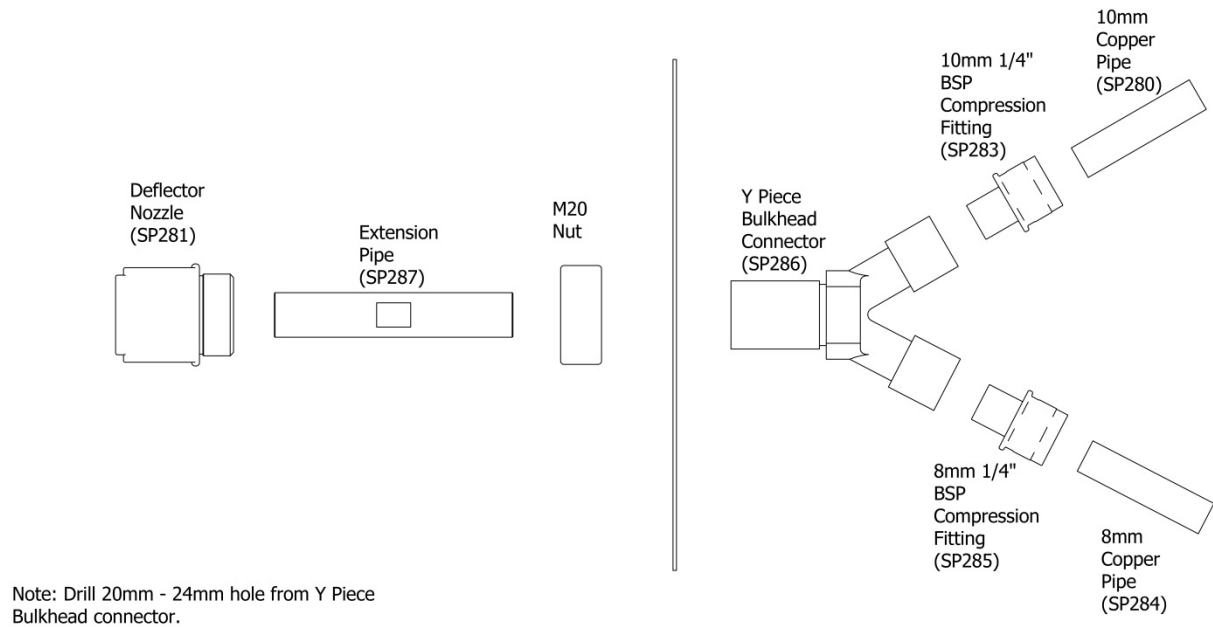 Deflector
Nozzle
(SP281)
Extension
Pipe
(SP287)
M20
Nut
Y Piece
Bulkhead
Connector
(SP286)
10mm 1/4"
BSP
Compression
Fitting
(SP283)
10mm
Copper
Pipe
(SP280)
8mm 1/4"
BSP
Compression
Fitting
(SP285)
8mm
Copper
Pipe
(SP284)
Note: Drill 20mm - 24mm hole from Y Piece
Bulkhead connector.